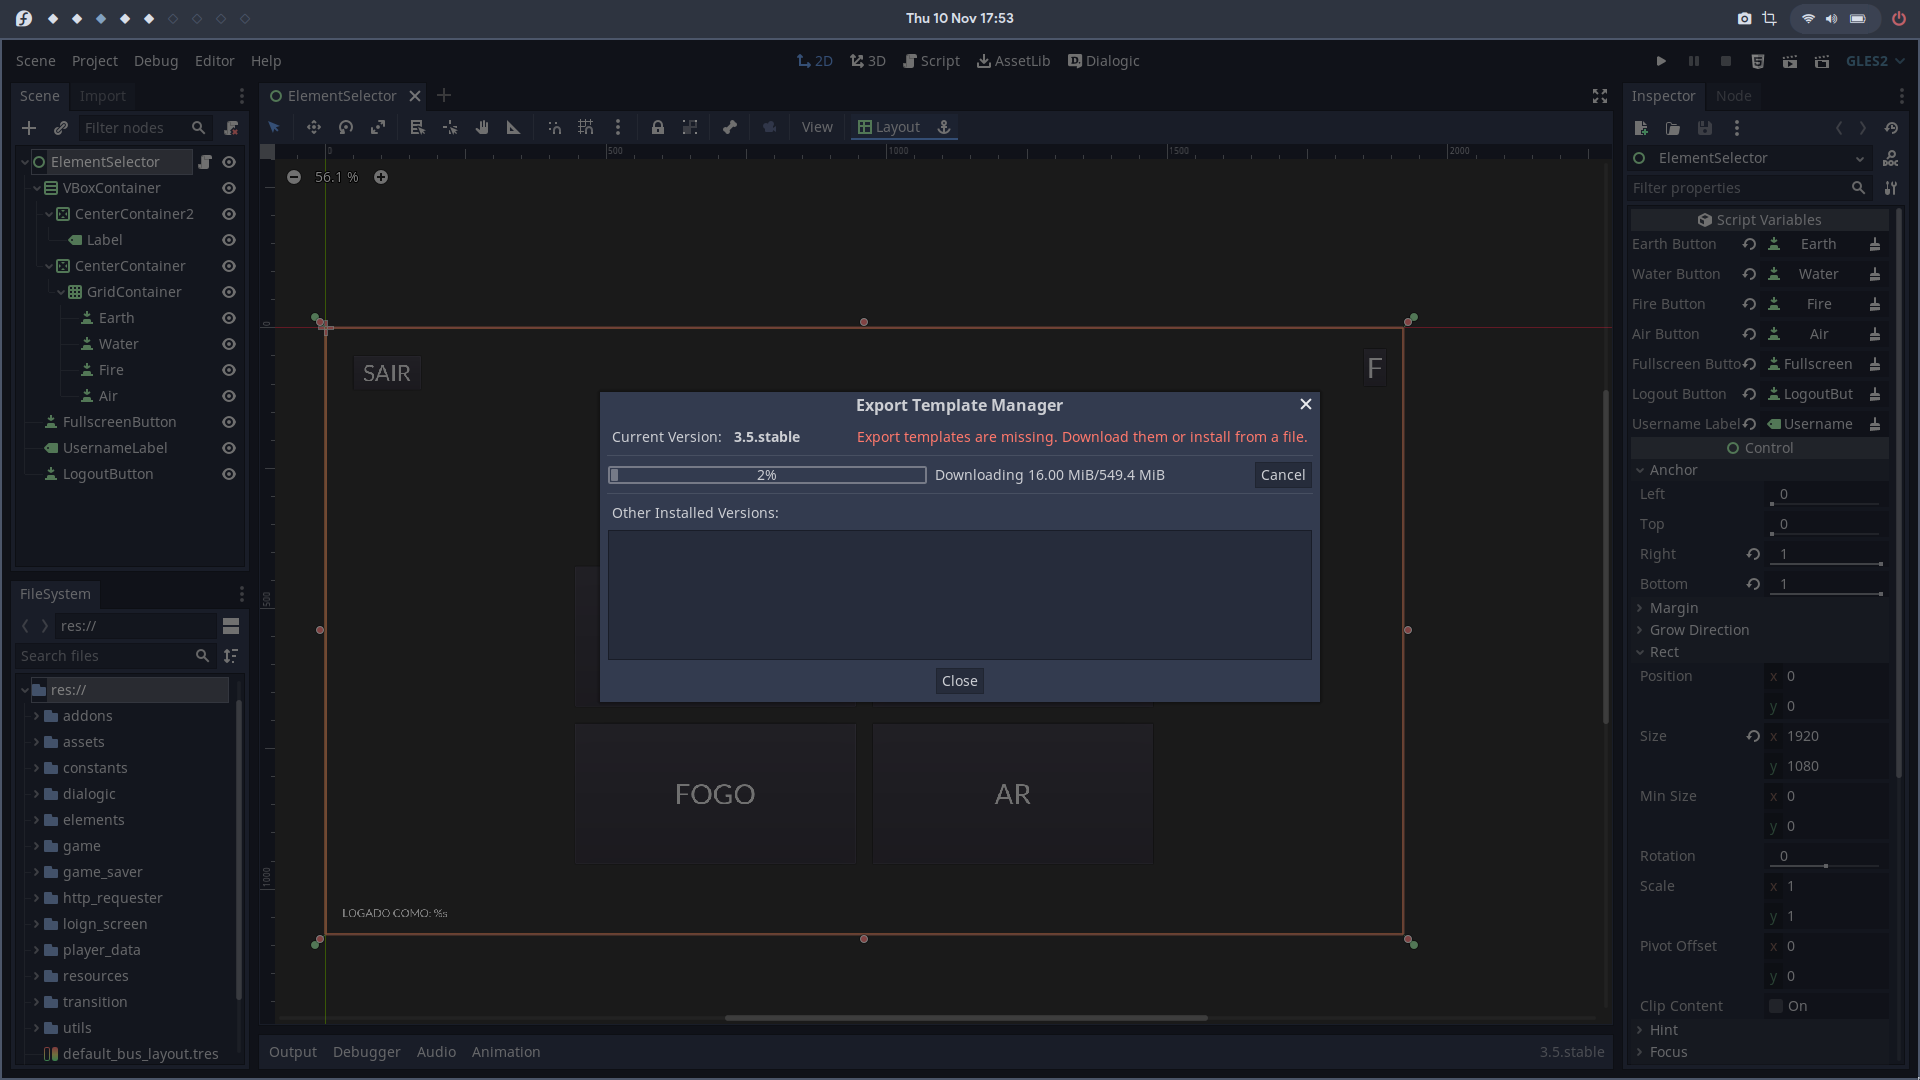 Thu 10 Nov 17:53
Scene Project Debug Editor Help
2D 3D Script AssetLib Dialogic
GLES2
Scene Import
Filter nodes
ElementSelector
VBoxContainer
CenterContainer2
Label
CenterContainer
GridContainer
Earth
Water
Fire
Air
FullscreenButton
UsernameLabel
LogoutButton
FileSystem
res://
Search files
res://
addons
assets
constants
dialogic
elements
game
game_saver
http_requester
loign_screen
player_data
resources
transition
utils
default_bus_layout.tres
ElementSelector
View Layout
0 500 1000 1500 2000
56.1 %
0
500
1000
SAIR
F
Export Template Manager
Current Version: 3.5.stable Export templates are missing. Download them or install from a file.
2% Downloading 16.00 MiB/549.4 MiB Cancel
Other Installed Versions:
Close
FOGO AR
LOGADO COMO: %s
Output Debugger Audio Animation 3.5.stable
Inspector Node
ElementSelector
DOC
Filter properties
Script Variables
Earth Button Earth
Water Button Water
Fire Button Fire
Air Button Air
Fullscreen Butto Fullscreen
Logout Button LogoutBut
Username Label Username
Control
Anchor
Left 0
Top 0
Right 1
Bottom 1
Margin
Grow Direction
Rect
Position x 0
y 0
Size x 1920
y 1080
Min Size x 0
y 0
Rotation 0
Scale x 1
y 1
Pivot Offset x 0
y 0
Clip Content On
Hint
Focus